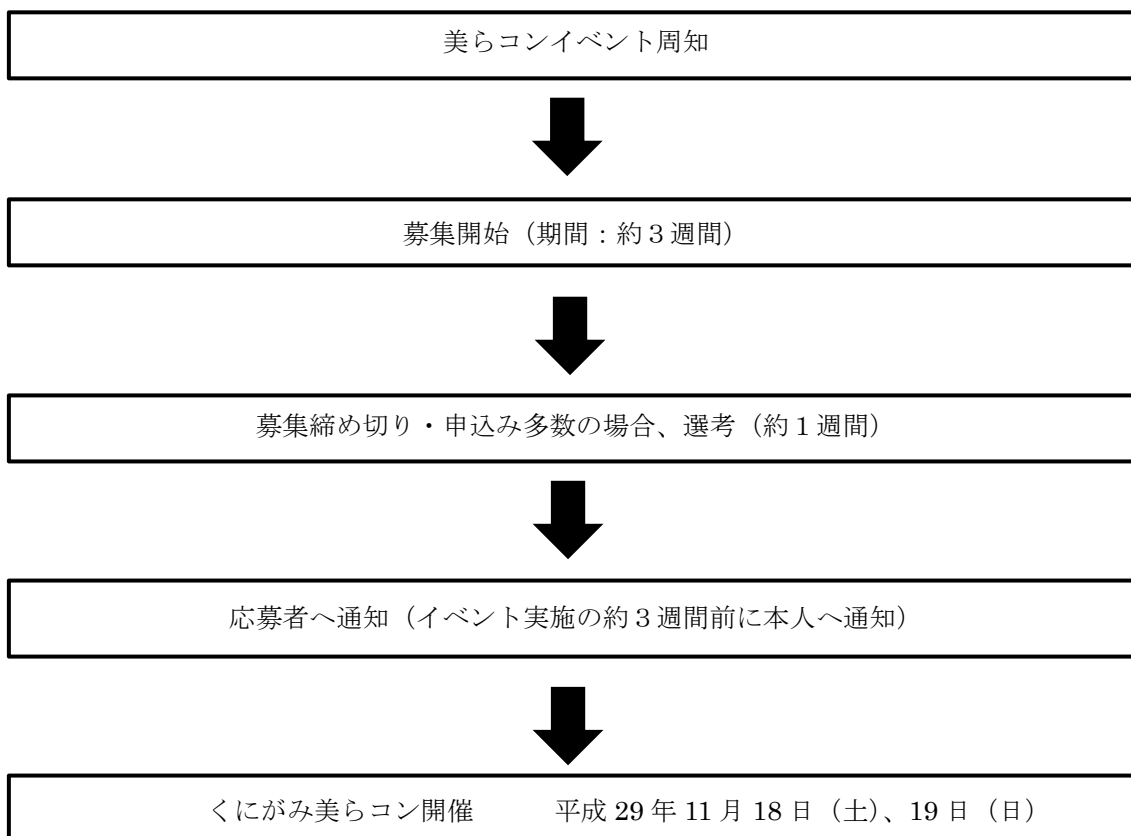 美らコンイベント周知
募集開始（期間：約３週間）
募集締め切り・申込み多数の場合、選考（約１週間）
応募者へ通知（イベント実施の約３週間前に本人へ通知）
くにがみ美らコン開催　　　平成 29 年 11 月 18 日（土）、19 日（日）